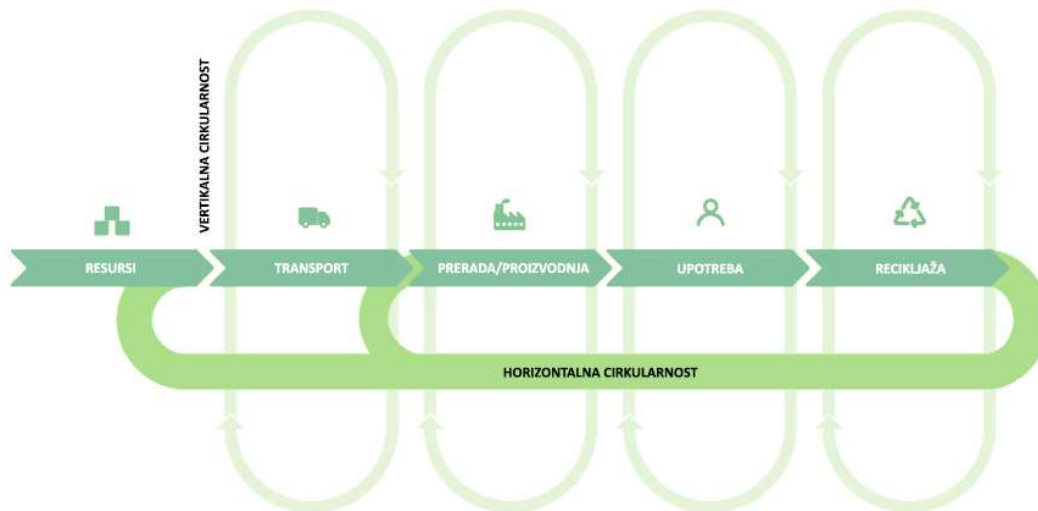 VERTIKALNA CIRKULARNOST
RESURSI
TRANSPORT
PRERADA/PROIZVODNJA
UPOTREBA
RECIKLJAŽA
HORIZONTALNA CIRKULARNOST